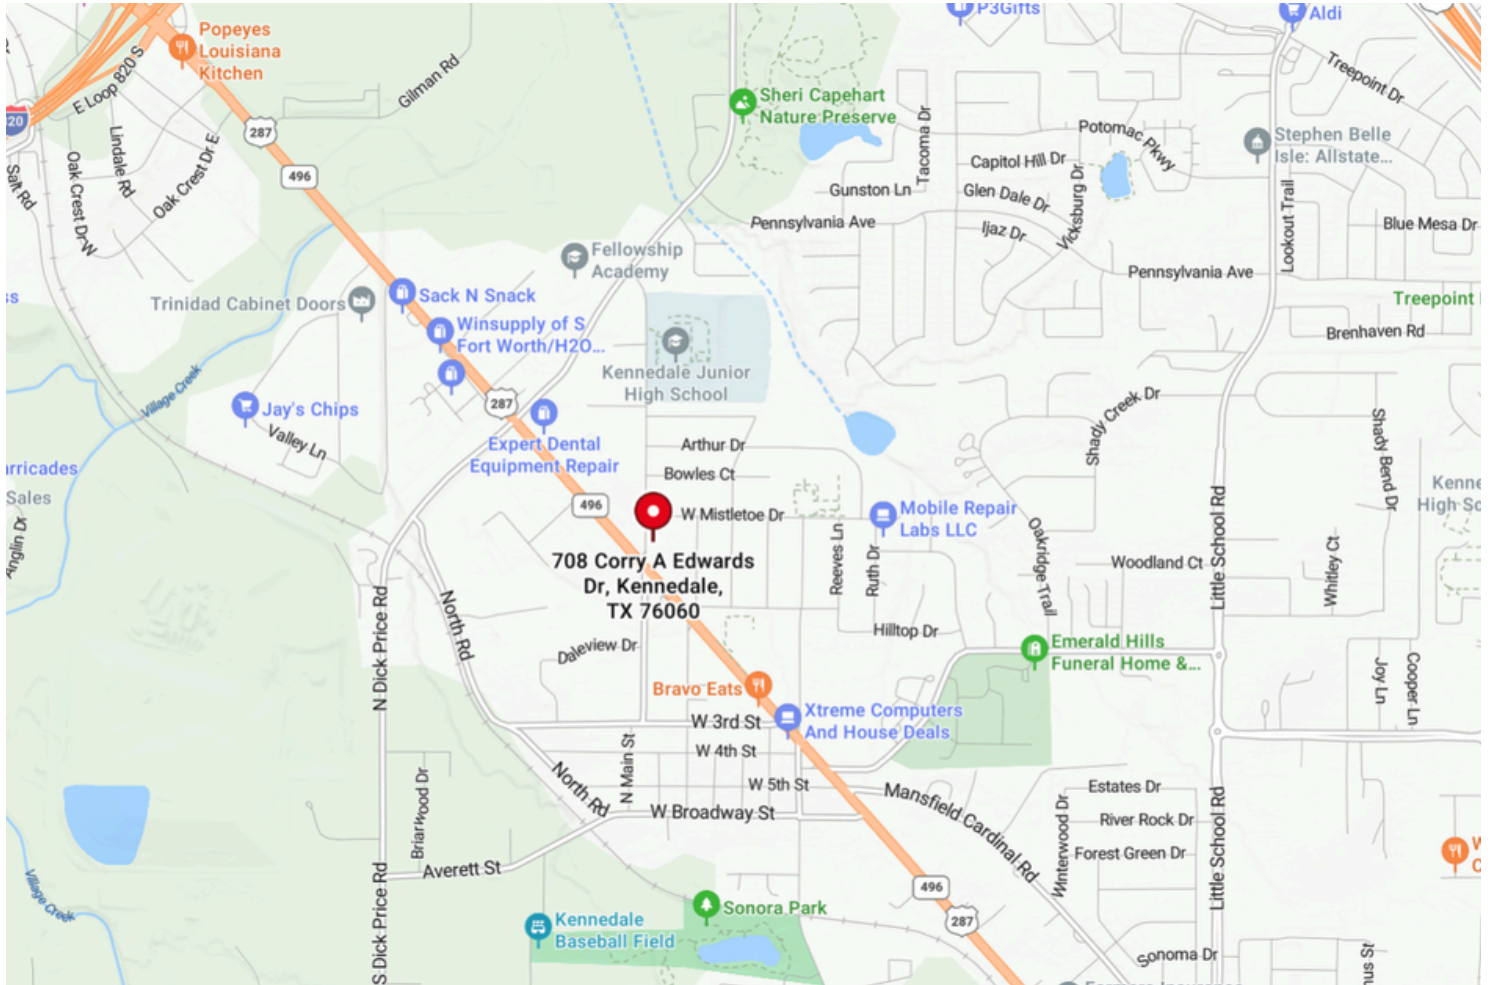 P3Gifts
Aldi
Popeyes
Louisiana
Kitchen
E Loop 820 S
Gilman Rd
Treepoint Dr
Sheri Capehart
Nature Preserve
20
287
496
Lindale Rd
Oak Crest Dr E
Oak Crest Dr W
Salt Rd
Tacoma Dr
Potomac Pkwy
Capitol Hill Dr
Stephen Belle
Isle: Allstate...
Gunston Ln
Glen Dale Dr
Vicksburg Dr
Pennsylvania Ave
Ijaz Dr
Lookout Trail
Blue Mesa Dr
Fellowship
Academy
Pennsylvania Ave
Trinidad Cabinet Doors
Sack N Snack
Treepoint
Winsupply of S
Fort Worth/H2O...
Brenhaven Rd
Kennedale Junior
High School
Village Creek
287
Jay's Chips
Valley Ln
Shady Creek Dr
Shady Bend Dr
Expert Dental
Equipment Repair
Arthur Dr
Bowles Ct
arricades
Sales
Kenne
High Sc
496
W Mistletoe Dr
Mobile Repair
Labs LLC
Anglin Dr
708 Corry A Edwards
Dr, Kennedale,
TX 76060
Reeves Ln
Ruth Dr
Oakridge Trail
Woodland Ct
Little School Rd
Whitley Ct
N Dick Price Rd
North Rd
Hilltop Dr
Daleview Dr
Emerald Hills
Funeral Home &...
Joy Ln
Cooper Ln
Bravo Eats
W 3rd St
Xtreme Computers
And House Deals
W 4th St
N Main St
W 5th St
North Rd
W Broadway St
Mansfield Cardinal Rd
Estates Dr
River Rock Dr
Forest Green Dr
Winterwood Dr
Little School Rd
Briarwood Dr
Averett St
Village Creek
S Dick Price Rd
496
287
Sonora Park
Kennedale
Baseball Field
Sonoma Dr